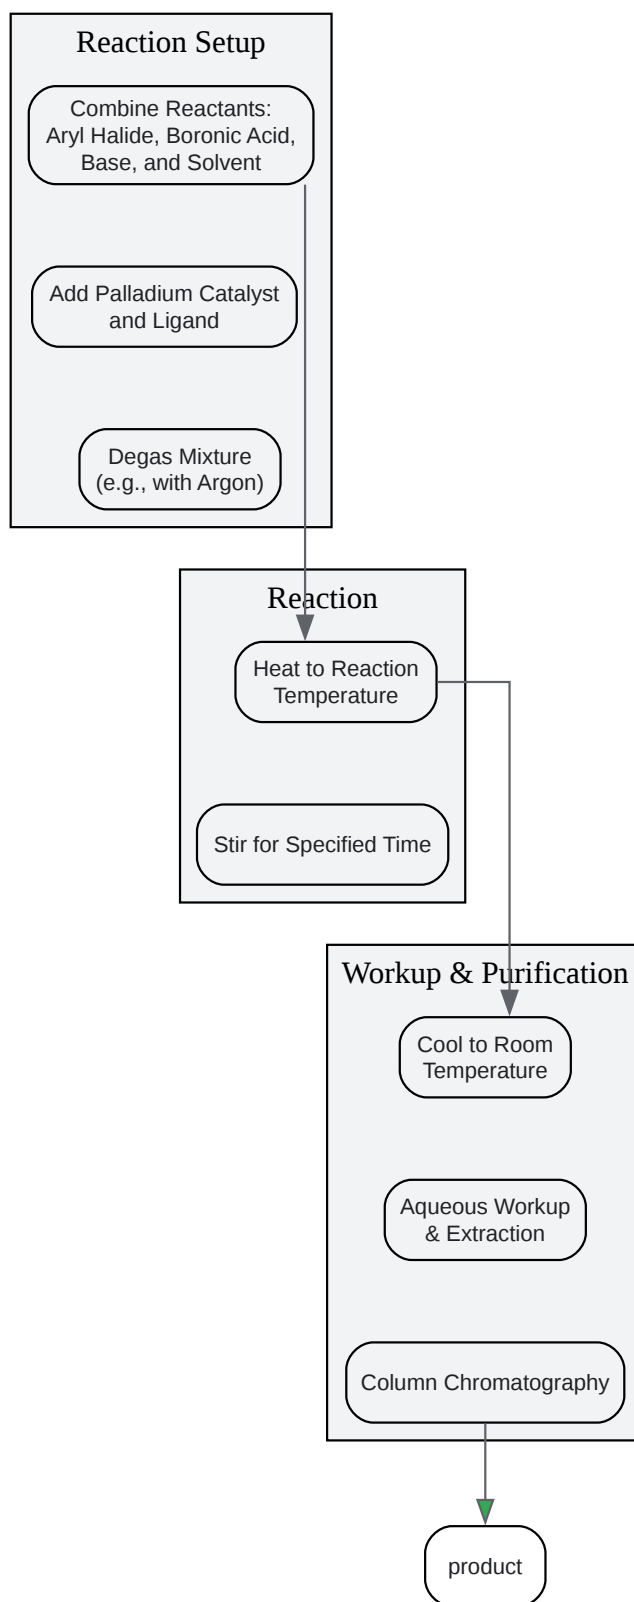 Reaction Setup
Combine Reactants:
Aryl Halide, Boronic Acid,
Base, and Solvent
Add Palladium Catalyst
and Ligand
Degas Mixture
(e.g., with Argon)
Reaction
Heat to Reaction
Temperature
Stir for Specified Time
Workup & Purification
Cool to Room
Temperature
Aqueous Workup
& Extraction
Column Chromatography
product